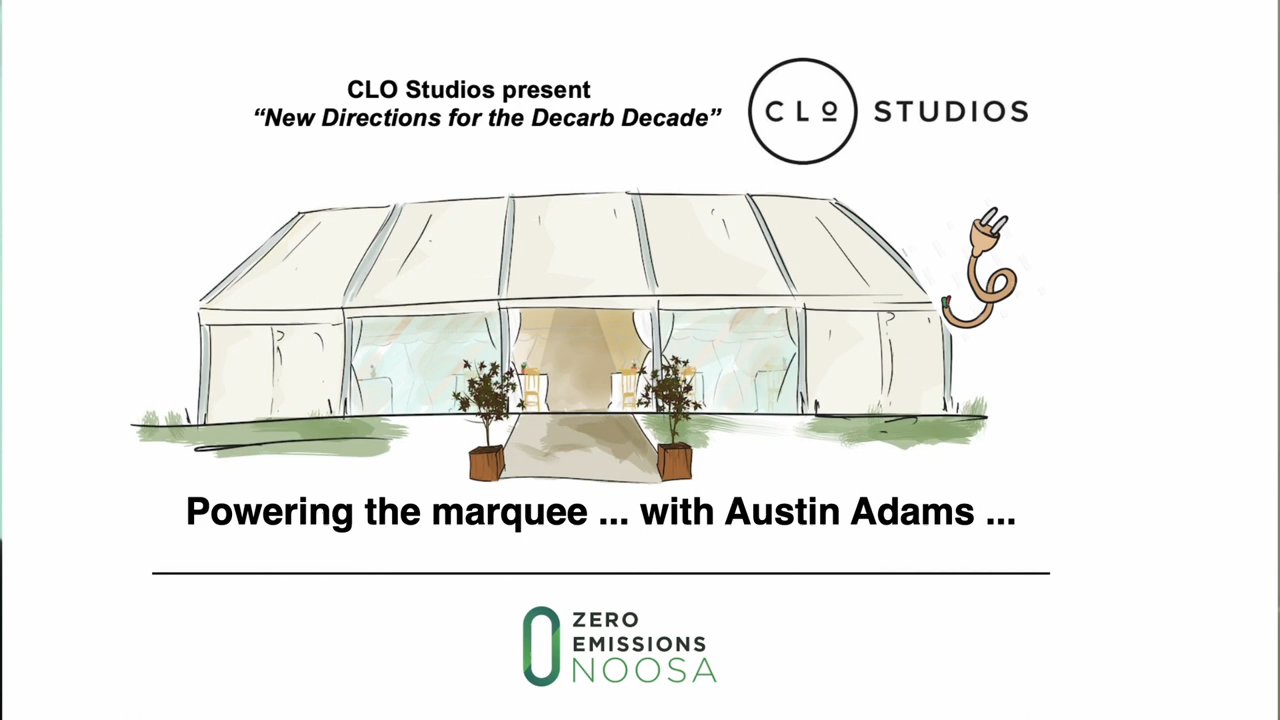 CLO Studios present
“New Directions for the Decarb Decade”
CLO STUDIOS
Powering the marquee ... with Austin Adams ...
ZERO
EMISSIONS
NOOSA